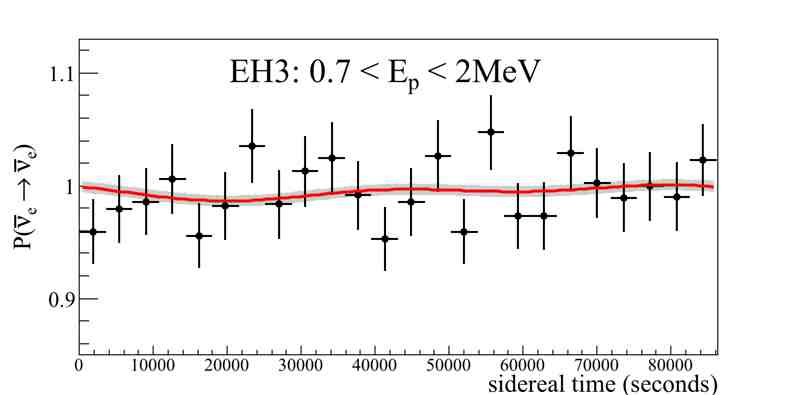 EH3: 0.7 < Eₚ < 2MeV
1.1
1
0.9
P(ν̄ₑ → ν̄ₑ)
0 10000 20000 30000 40000 50000 60000 70000 80000
sidereal time (seconds)